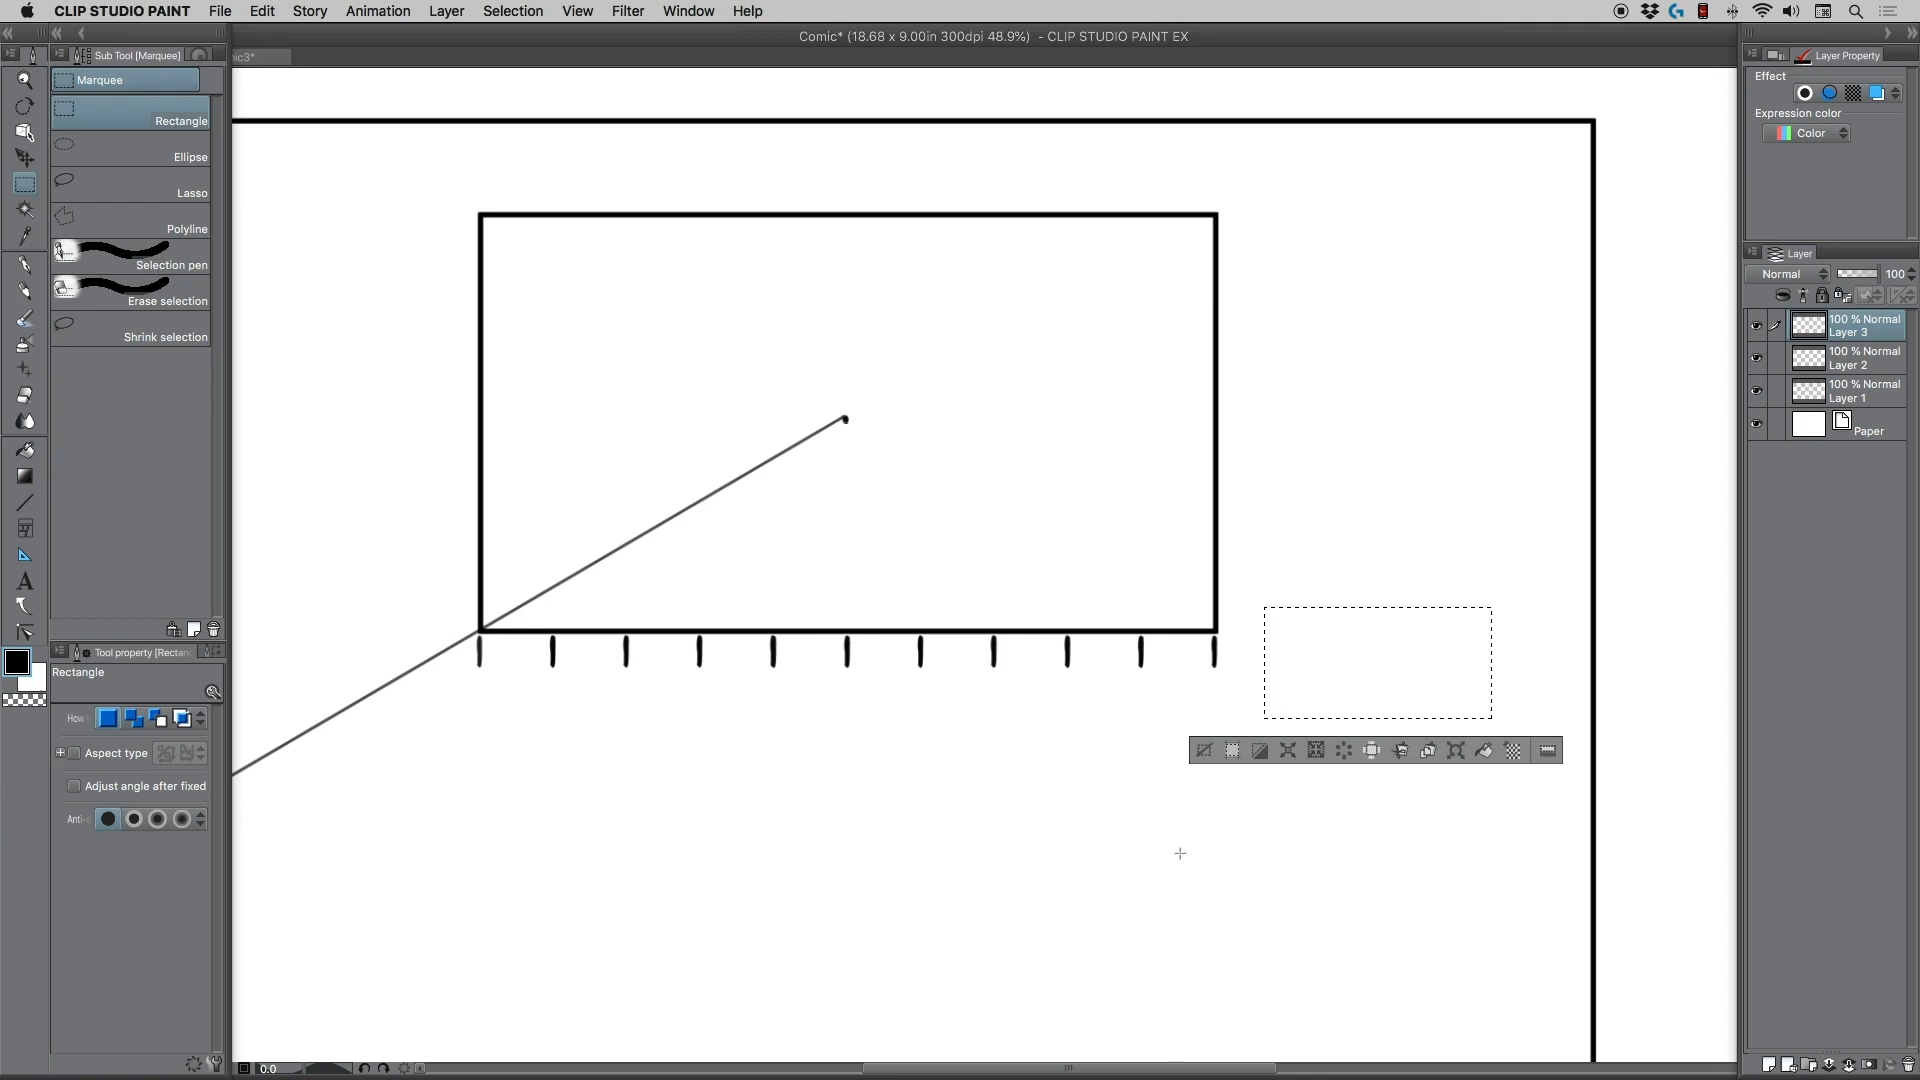 CLIP STUDIO PAINT File Edit Story Animation Layer Selection View Filter Window Help
Comic* (18.68 x 9.00in 300dpi 48.9%) - CLIP STUDIO PAINT EX
Sub Tool [Marquee]
Marquee
Rectangle
Ellipse
Lasso
Polyline
Selection pen
Erase selection
Shrink selection
Tool property [Rectan
Rectangle
How
Aspect type
Adjust angle after fixed
Anti-
0.0
Layer Property
Effect
Expression color
Color
Layer
Normal 100
100 % Normal
Layer 3
100 % Normal
Layer 2
100 % Normal
Layer 1
Paper